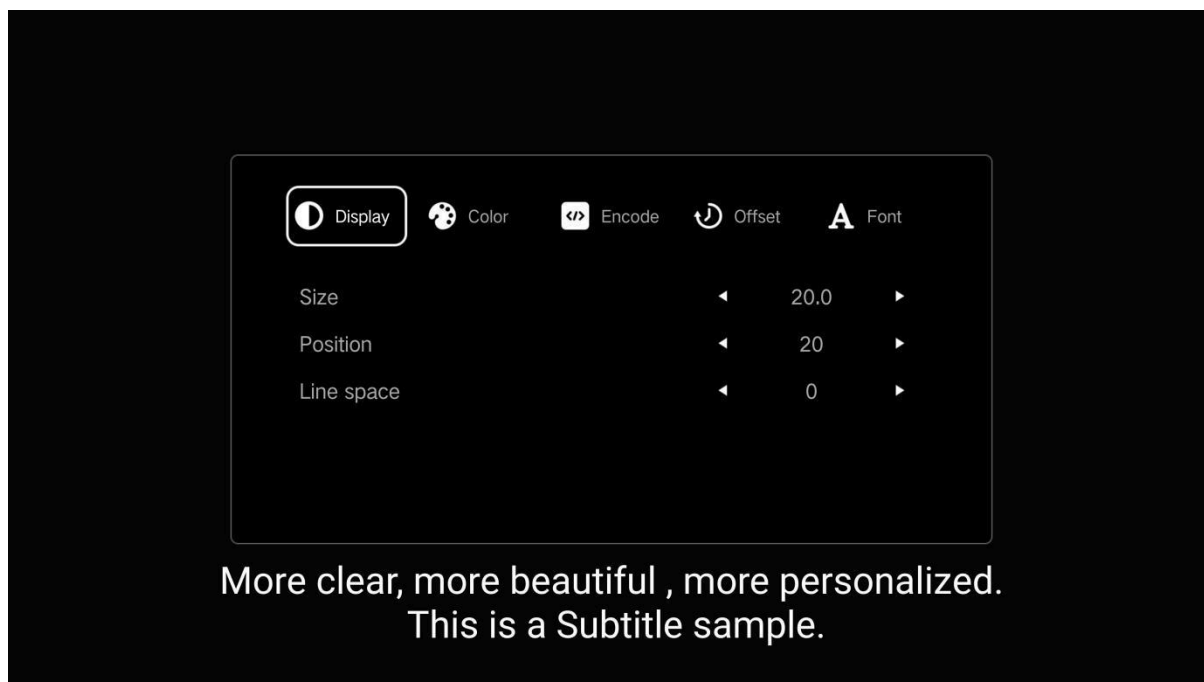 Display Color Encode Offset Font
Size 20.0
Position 20
Line space 0
More clear, more beautiful , more personalized.
This is a Subtitle sample.